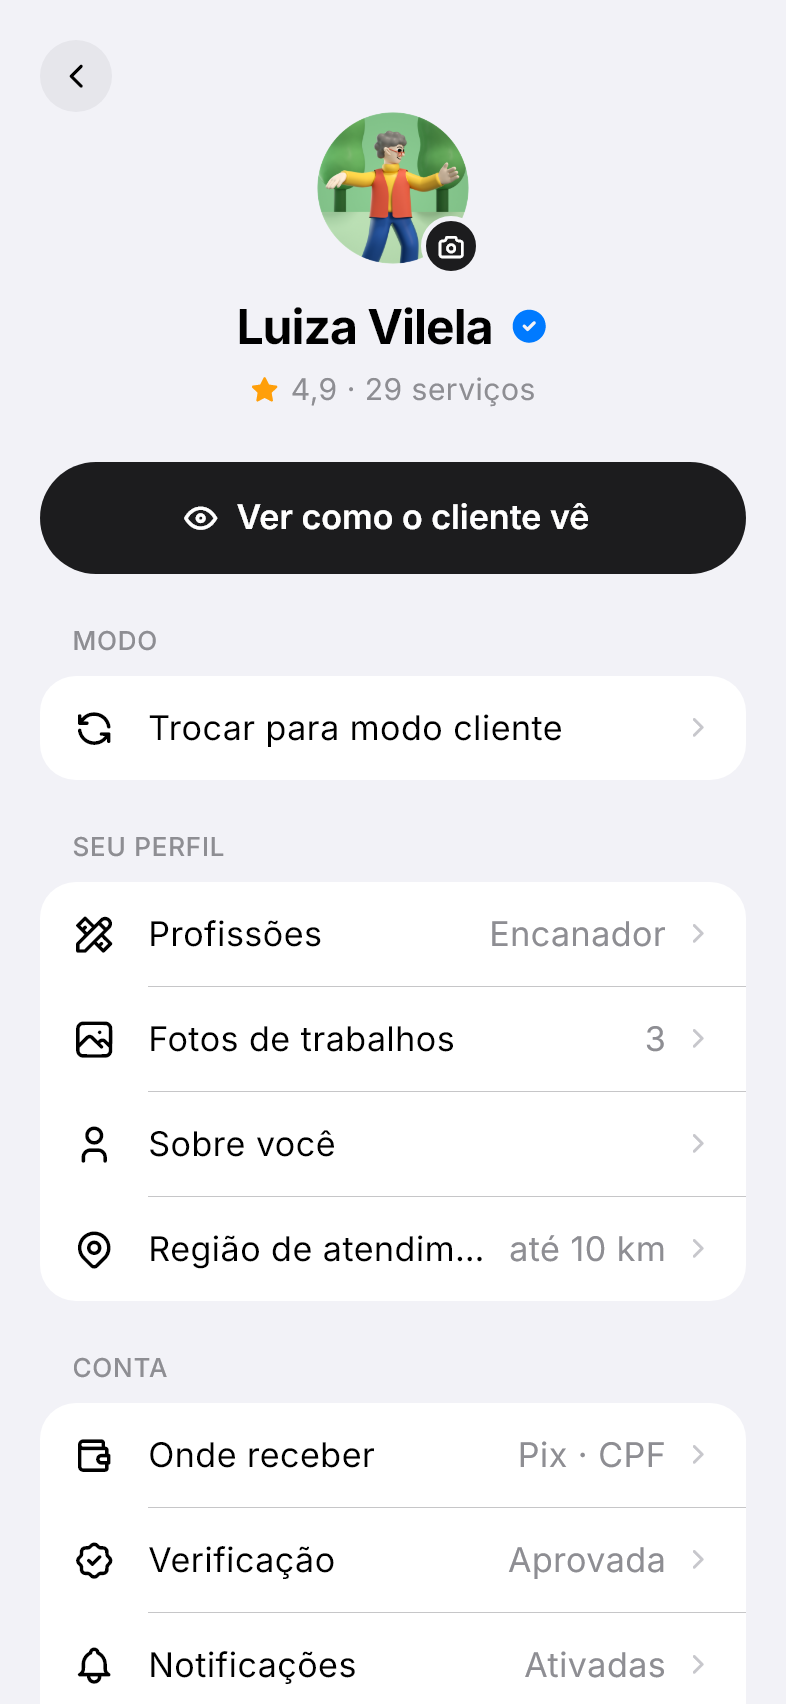 Luiza Vilela
4,9 · 29 serviços
Ver como o cliente vê
MODO
Trocar para modo cliente
SEU PERFIL
Profissões Encanador
Fotos de trabalhos 3
Sobre você
Região de atendim... até 10 km
CONTA
Onde receber Pix · CPF
Verificação Aprovada
Notificações Ativadas